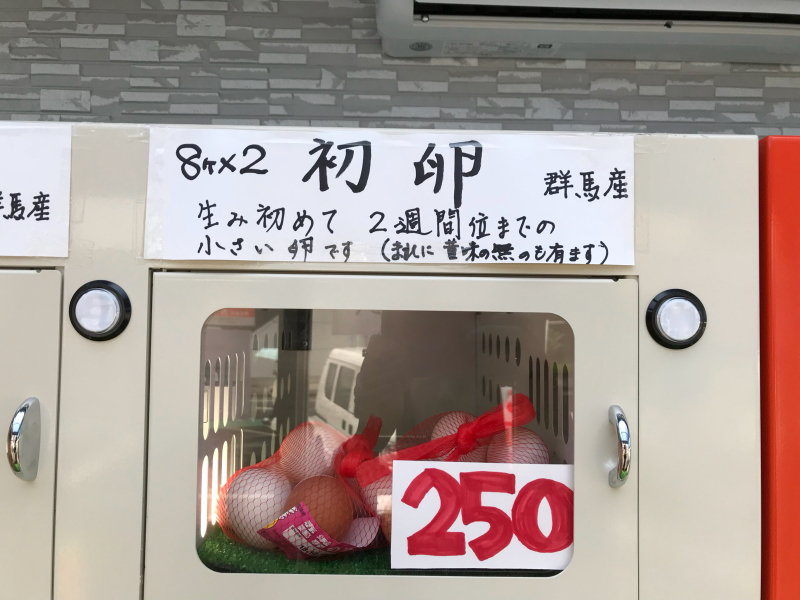 8ヶ×2 初卵 群馬産
生み初めて 2週間位までの
小さい卵です (まれに黄味の無のも有ます)
馬産
250